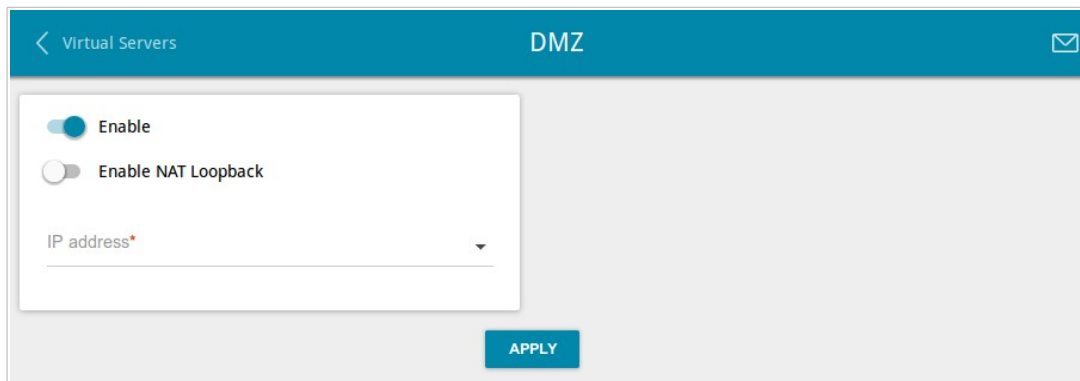 Virtual Servers
DMZ
Enable
Enable NAT Loopback
IP address*
APPLY